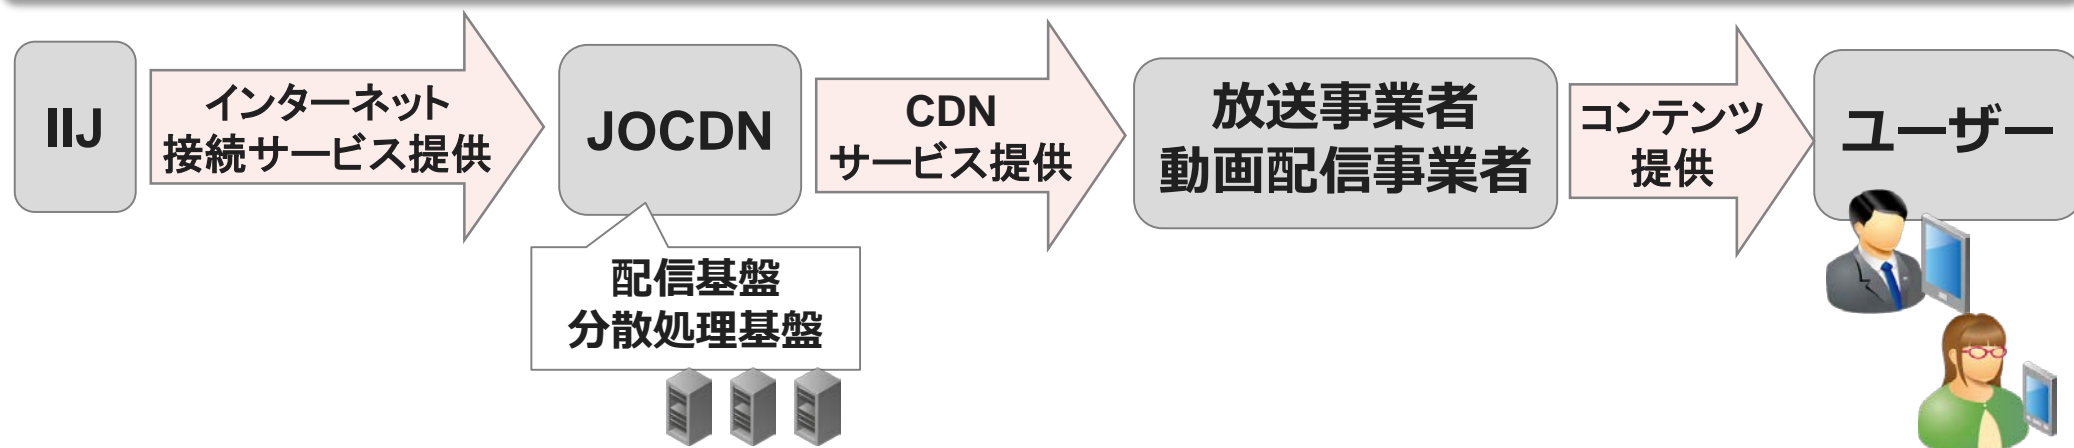 IIJ
インターネット
接続サービス提供
JOCDN
CDN
サービス提供
放送事業者
動画配信事業者
コンテンツ
提供
ユーザー
配信基盤
分散処理基盤